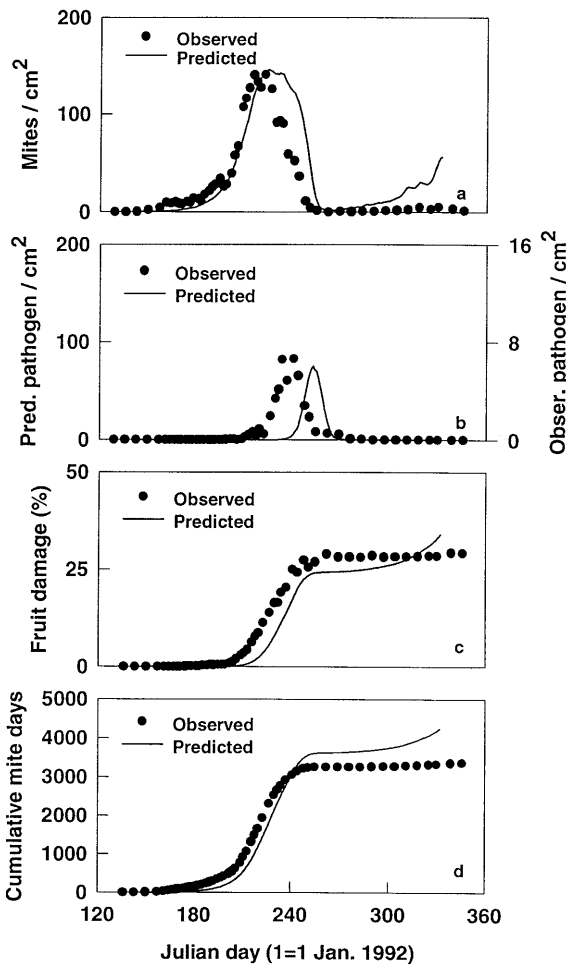 200
100
0
Mites / cm²
Observed
Predicted
a
200
100
0
Pred. pathogen / cm²
Observed
Predicted
b
16
8
0
Obser. pathogen / cm²
50
25
0
Fruit damage (%)
Observed
Predicted
c
5000
4000
3000
2000
1000
0
Cumulative mite days
Observed
Predicted
d
120
180
240
300
360
Julian day (1=1 Jan. 1992)